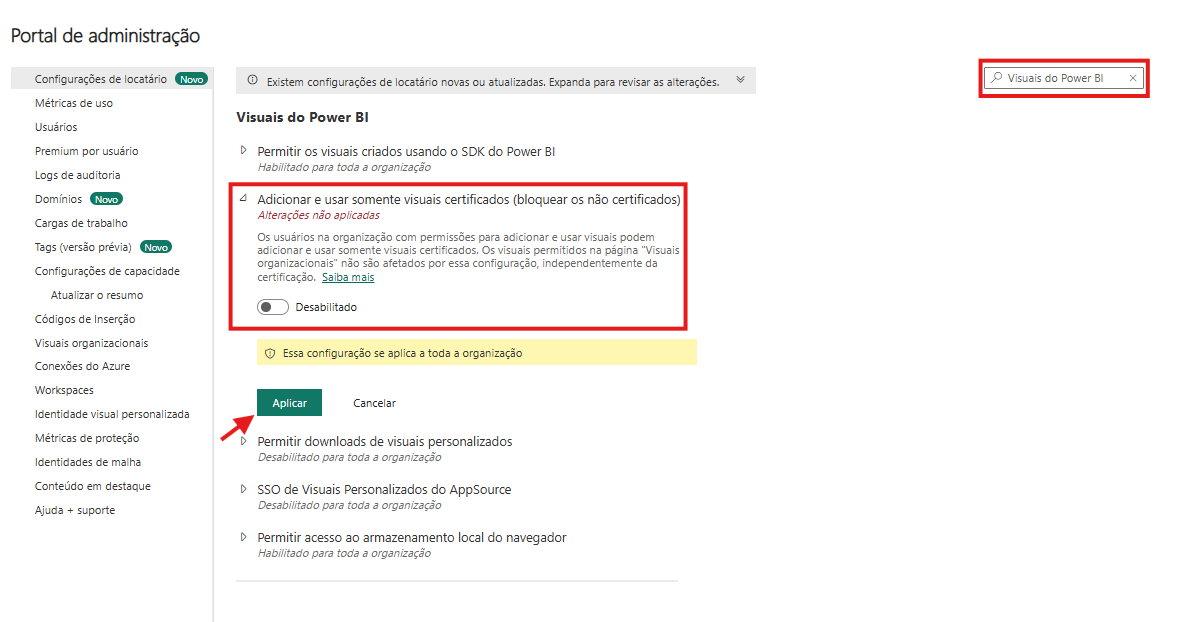 Portal de administração
Configurações de locatário Novo
Métricas de uso
Usuários
Premium por usuário
Logs de auditoria
Domínios Novo
Cargas de trabalho
Tags (versão prévia) Novo
Configurações de capacidade
Atualizar o resumo
Códigos de Inserção
Visuais organizacionais
Conexões do Azure
Workspaces
Identidade visual personalizada
Métricas de proteção
Identidades de malha
Conteúdo em destaque
Ajuda + suporte
Existem configurações de locatário novas ou atualizadas. Expanda para revisar as alterações.
Visuais do Power BI
Visuais do Power BI
Permitir os visuais criados usando o SDK do Power BI
Habilitado para toda a organização
Adicionar e usar somente visuais certificados (bloquear os não certificados)
Alterações não aplicadas
Os usuários na organização com permissões para adicionar e usar visuais podem
adicionar e usar somente visuais certificados. Os visuais permitidos na página "Visuais
organizacionais" não são afetados por essa configuração, independentemente da
certificação. Saiba mais
Desabilitado
Essa configuração se aplica a toda a organização
Aplicar Cancelar
Permitir downloads de visuais personalizados
Desabilitado para toda a organização
SSO de Visuais Personalizados do AppSource
Desabilitado para toda a organização
Permitir acesso ao armazenamento local do navegador
Habilitado para toda a organização